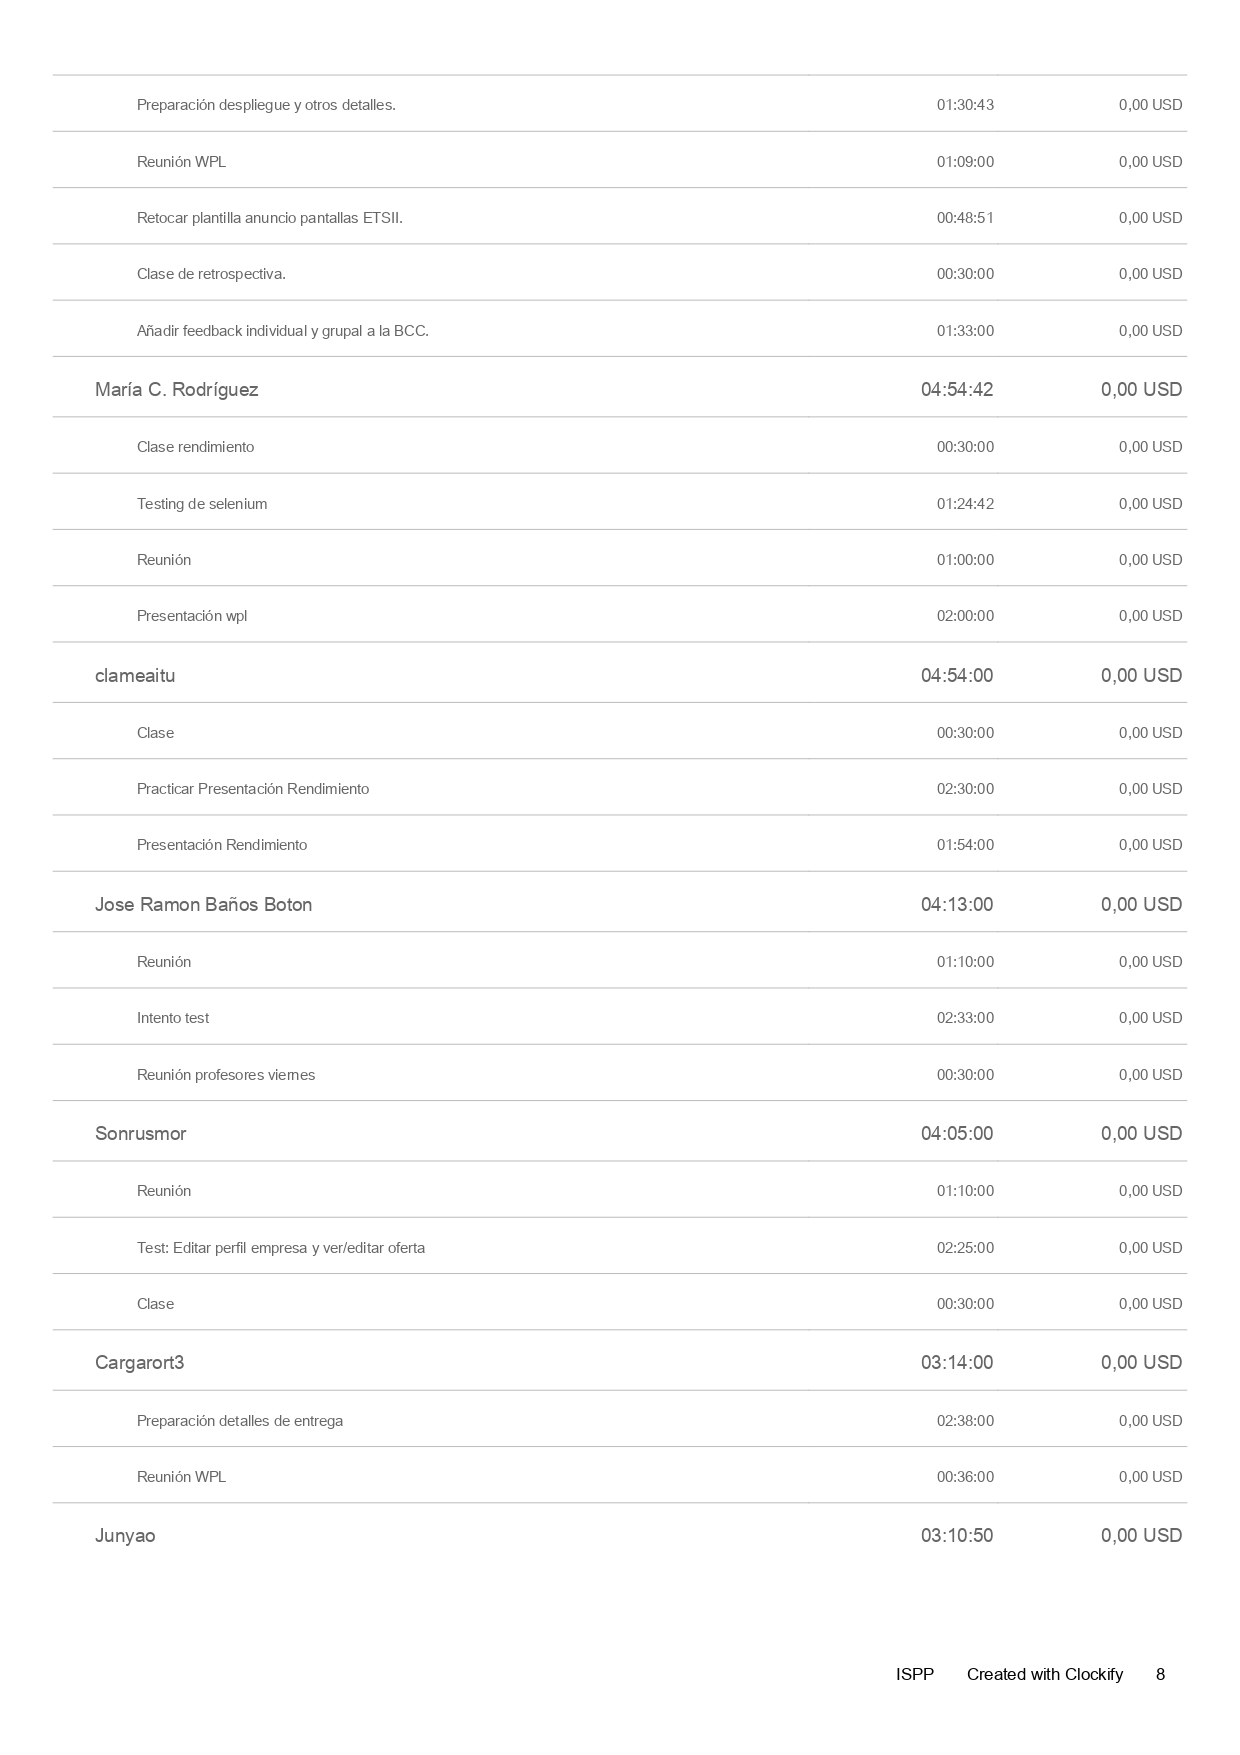 Preparación despliegue y otros detalles. 01:30:43 0,00 USD
Reunión WPL 01:09:00 0,00 USD
Retocar plantilla anuncio pantallas ETSII. 00:48:51 0,00 USD
Clase de retrospectiva. 00:30:00 0,00 USD
Añadir feedback individual y grupal a la BCC. 01:33:00 0,00 USD
María C. Rodríguez 04:54:42 0,00 USD
Clase rendimiento 00:30:00 0,00 USD
Testing de selenium 01:24:42 0,00 USD
Reunión 01:00:00 0,00 USD
Presentación wpl 02:00:00 0,00 USD
clameaitu 04:54:00 0,00 USD
Clase 00:30:00 0,00 USD
Practicar Presentación Rendimiento 02:30:00 0,00 USD
Presentación Rendimiento 01:54:00 0,00 USD
Jose Ramon Baños Boton 04:13:00 0,00 USD
Reunión 01:10:00 0,00 USD
Intento test 02:33:00 0,00 USD
Reunión profesores viernes 00:30:00 0,00 USD
Sonrusmor 04:05:00 0,00 USD
Reunión 01:10:00 0,00 USD
Test: Editar perfil empresa y ver/editar oferta 02:25:00 0,00 USD
Clase 00:30:00 0,00 USD
Cargarort3 03:14:00 0,00 USD
Preparación detalles de entrega 02:38:00 0,00 USD
Reunión WPL 00:36:00 0,00 USD
Junyao 03:10:50 0,00 USD
ISPP Created with Clockify 8